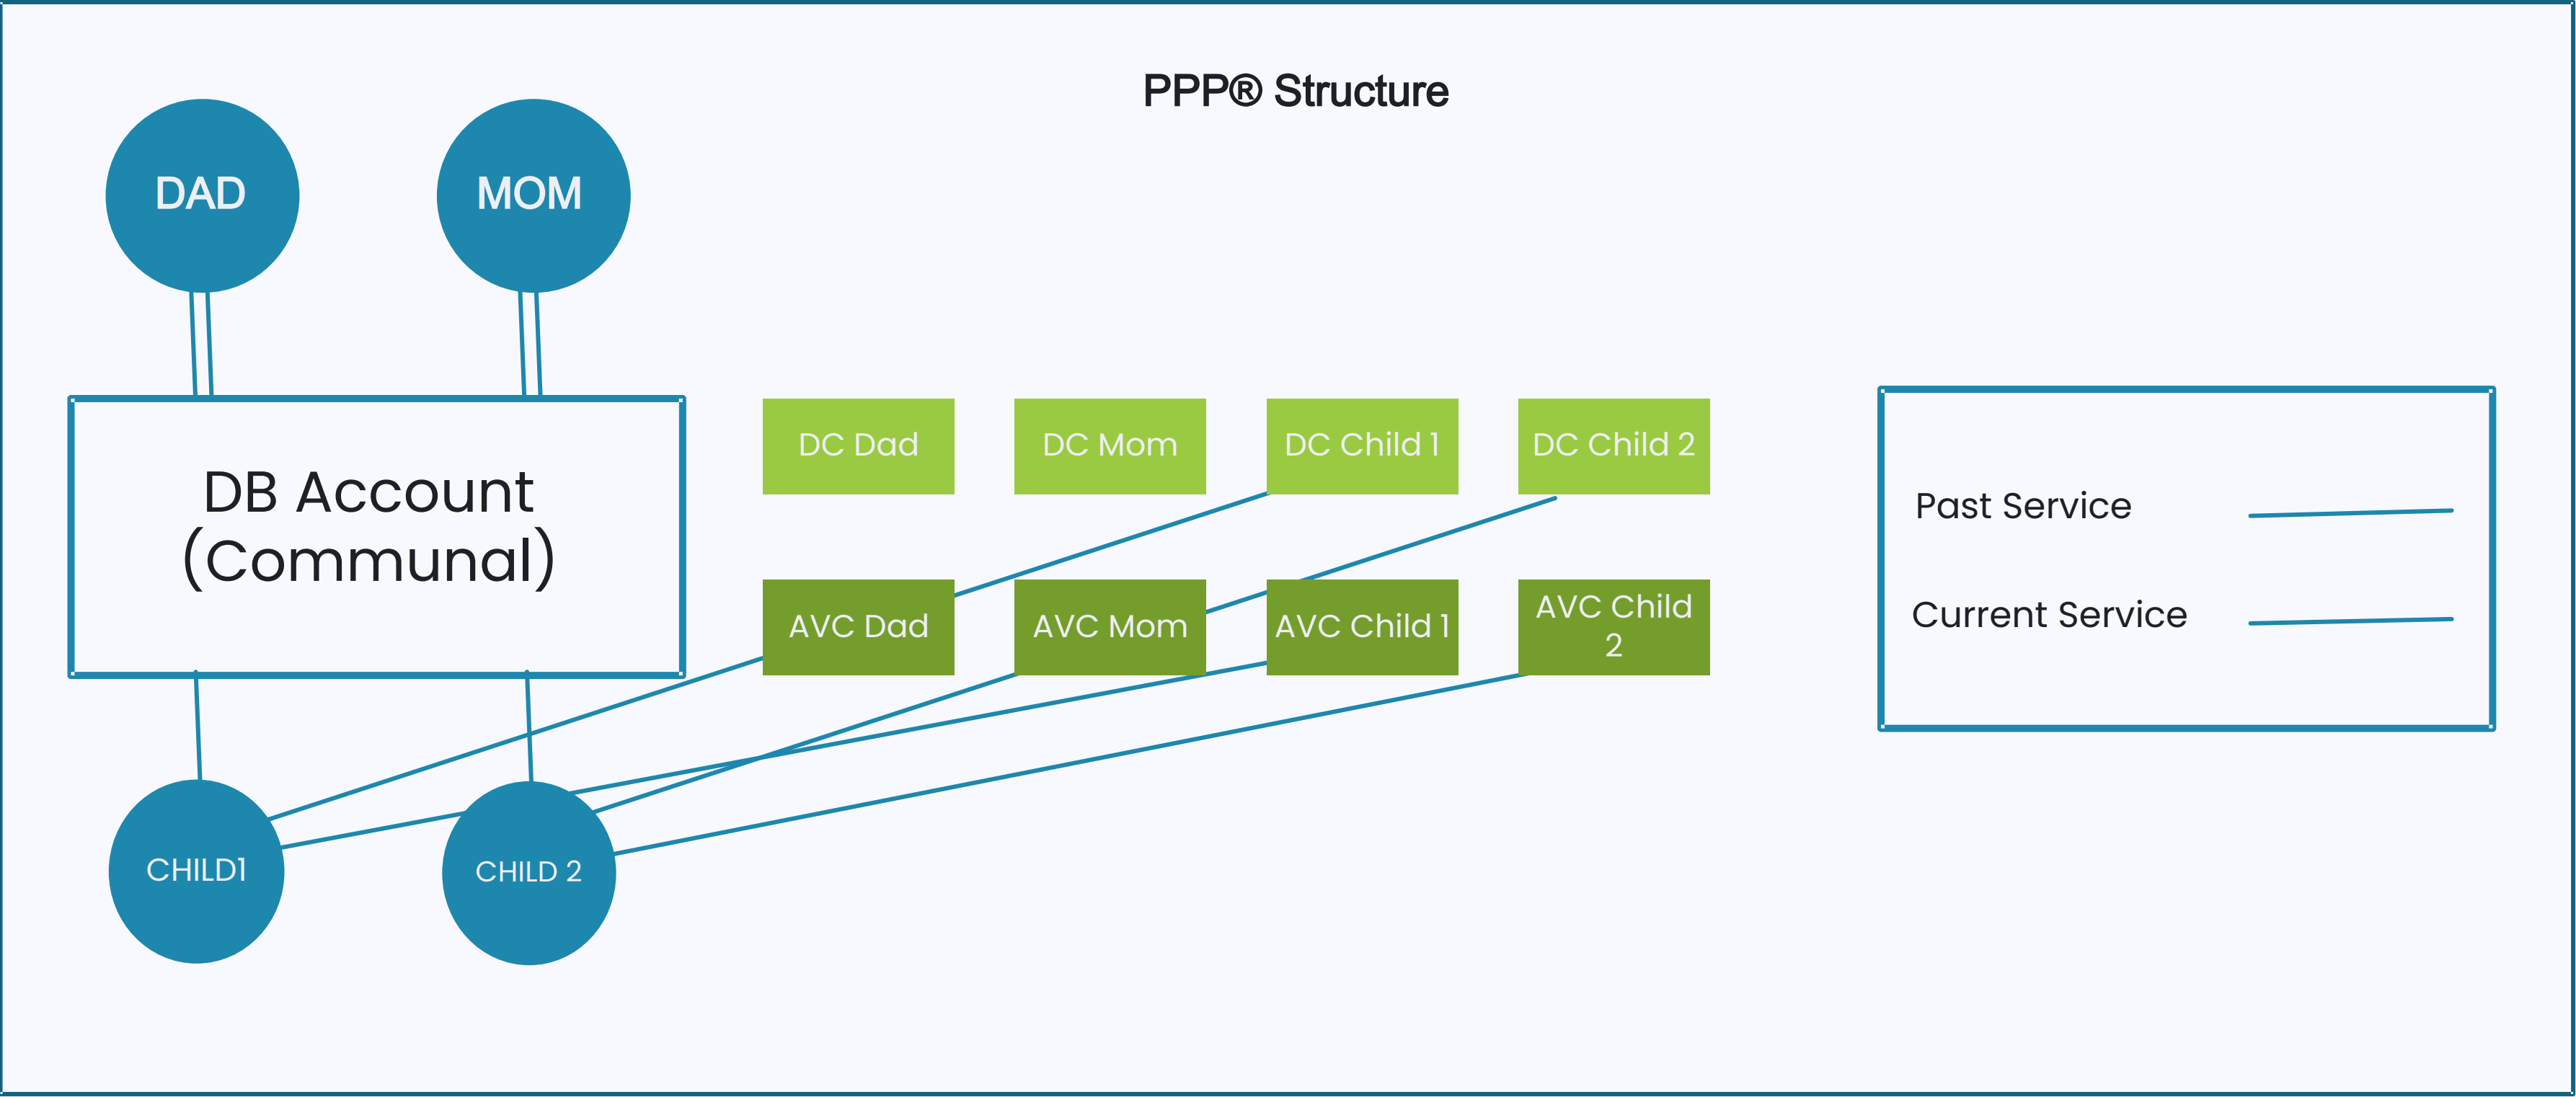 PPP® Structure
DAD
MOM
DB Account
(Communal)
DC Dad
DC Mom
DC Child 1
DC Child 2
AVC Dad
AVC Mom
AVC Child 1
AVC Child
2
Past Service
Current Service
CHILD1
CHILD 2